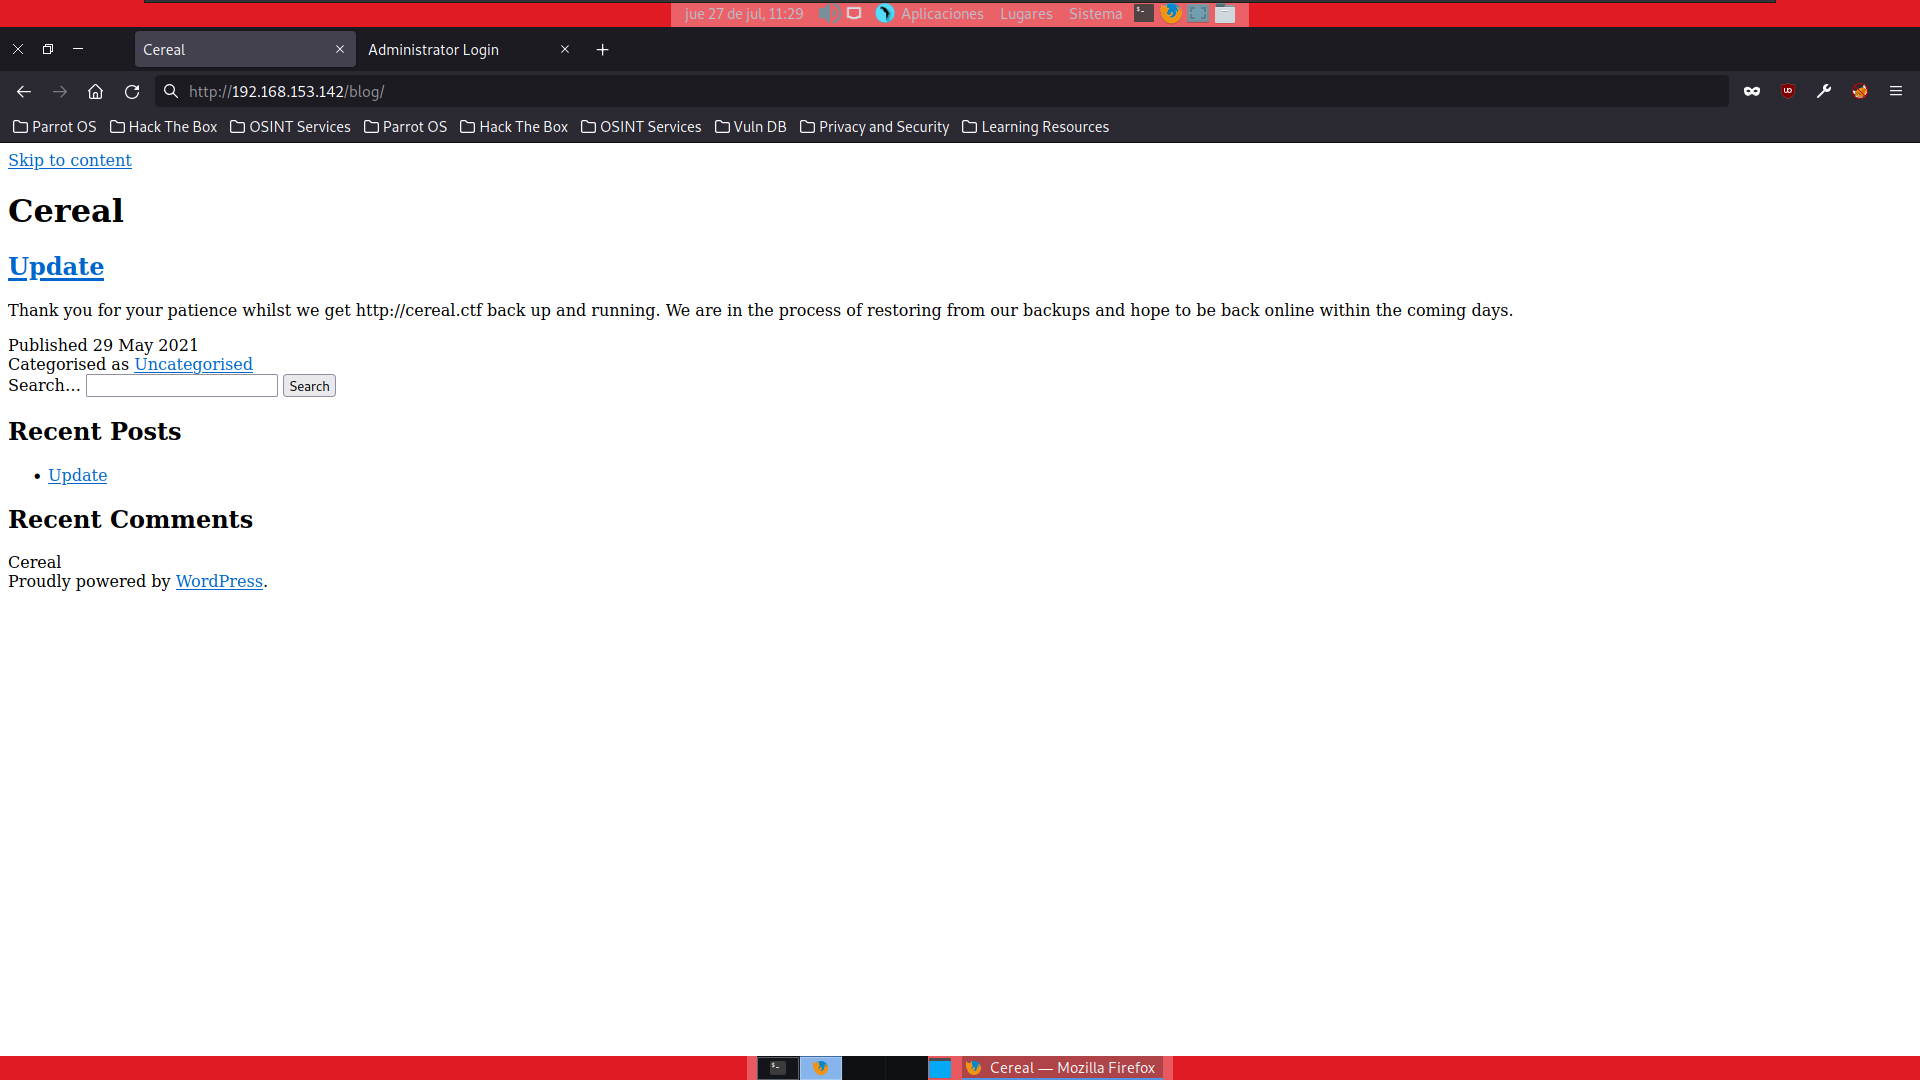 jue 27 de jul, 11:29 Aplicaciones Lugares Sistema
Cereal Administrator Login
http://192.168.153.142/blog/
Parrot OS Hack The Box OSINT Services Parrot OS Hack The Box OSINT Services Vuln DB Privacy and Security Learning Resources
Skip to content
Cereal
Update
Thank you for your patience whilst we get http://cereal.ctf back up and running. We are in the process of restoring from our backups and hope to be back online within the coming days.
Published 29 May 2021
Categorised as Uncategorised
Search… Search
Recent Posts
• Update
Recent Comments
Cereal
Proudly powered by WordPress.
Cereal — Mozilla Firefox